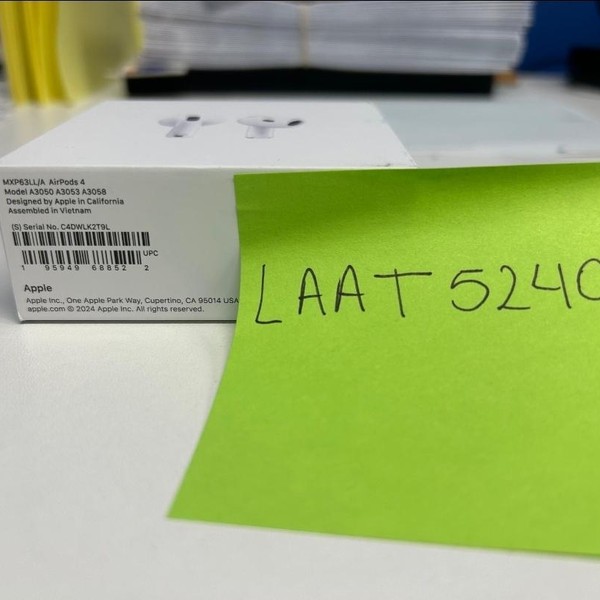 MXP63LL/A AirPods 4
Model A3050 A3053 A3058
Designed by Apple in California
Assembled in Vietnam
(S) Serial No. C4DWLK2T9L
UPC
1 95949 68852 2
Apple
Apple Inc., One Apple Park Way, Cupertino, CA 95014 USA
apple.com © 2024 Apple Inc. All rights reserved.
LAAT 5240